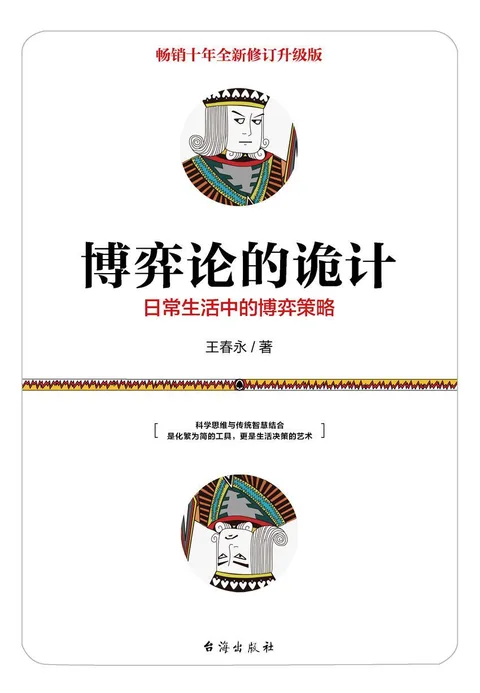 畅销十年全新修订升级版
博弈论的诡计
日常生活中的博弈策略
王春永 / 著
科学思维与传统智慧结合
是化繁为简的工具，更是生活决策的艺术
台海出版社